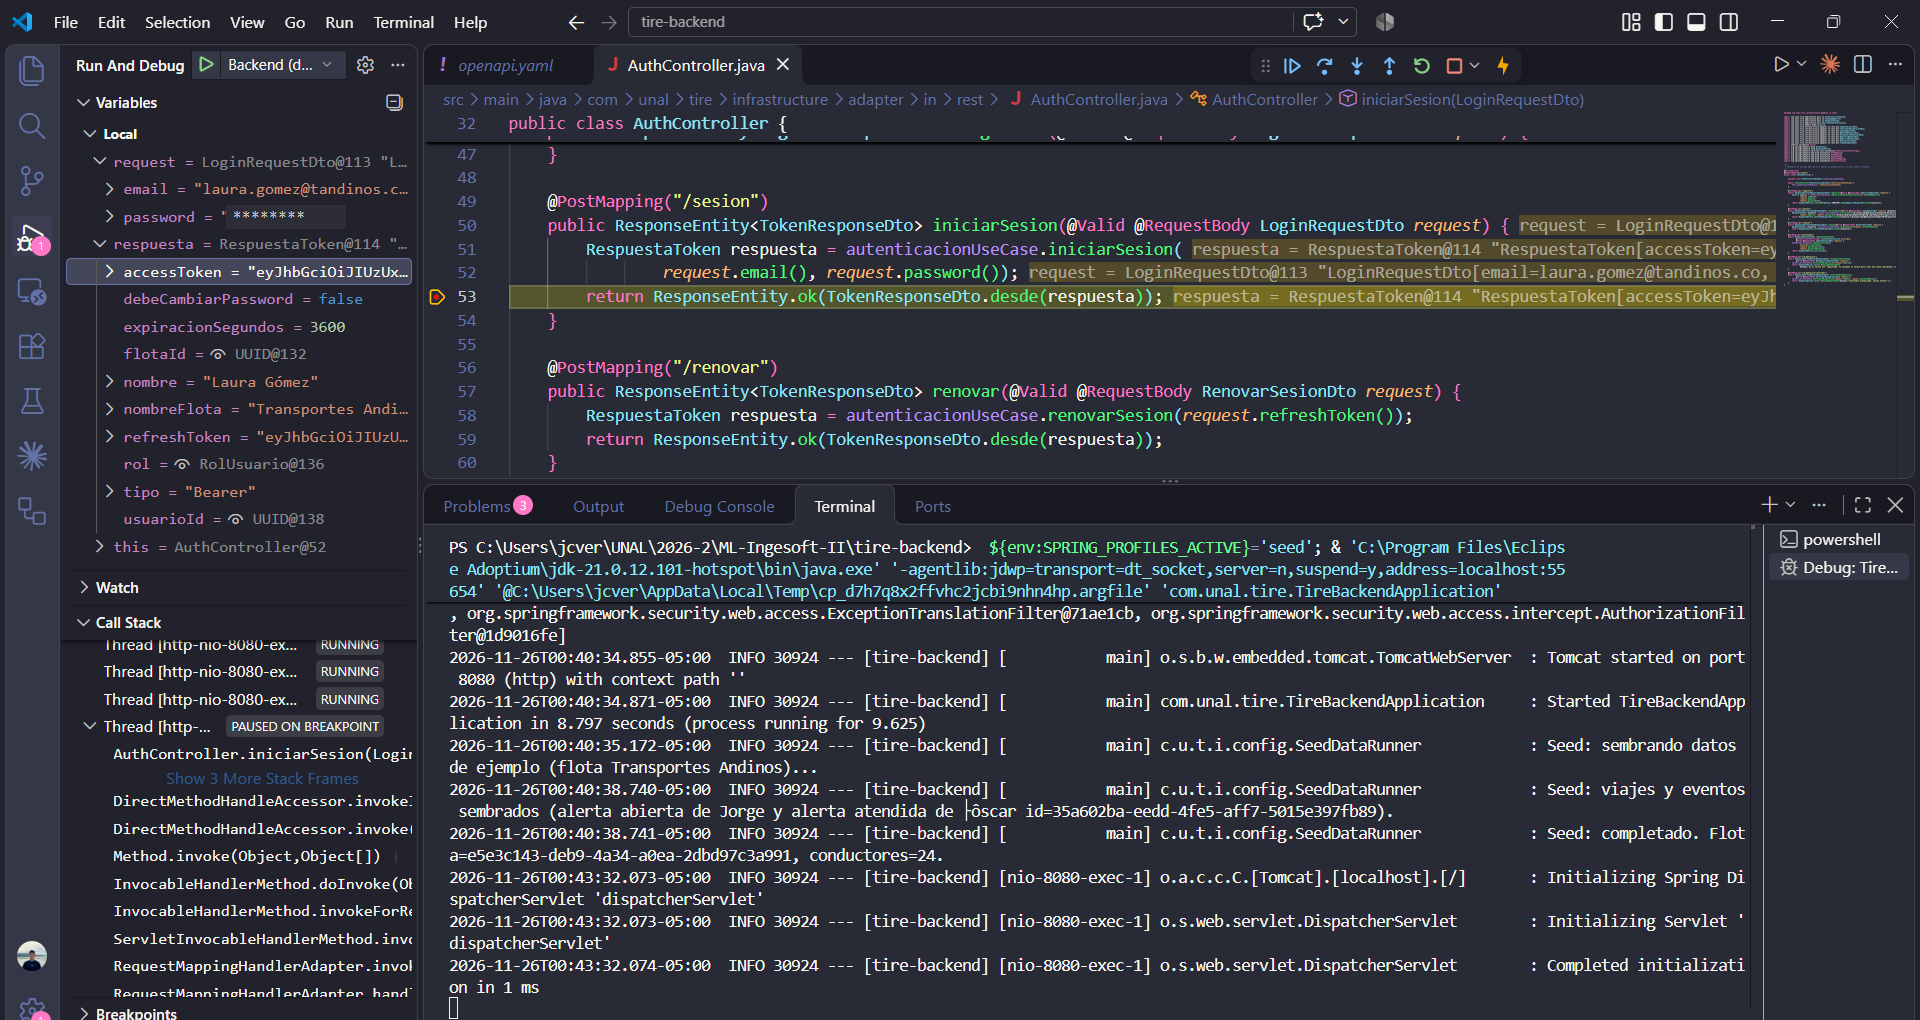 File Edit Selection View Go Run Terminal Help
tire-backend
Run And Debug Backend (d...
Variables
Local
request = LoginRequestDto@113 "L...
email = "laura.gomez@tandinos.c...
password = "********
respuesta = RespuestaToken@114 "...
accessToken = "eyJhbGciOiJIUzUx...
debeCambiarPassword = false
expiracionSegundos = 3600
flotaId = UUID@132
nombre = "Laura Gómez"
nombreFlota = "Transportes Andi...
refreshToken = "eyJhbGciOiJIUzU...
rol = RolUsuario@136
tipo = "Bearer"
usuarioId = UUID@138
this = AuthController@52
Watch
Call Stack
Thread [http-nio-8080-ex... RUNNING
Thread [http-nio-8080-ex... RUNNING
Thread [http-nio-8080-ex... RUNNING
Thread [http-... PAUSED ON BREAKPOINT
AuthController.iniciarSesion(Login
Show 3 More Stack Frames
DirectMethodHandleAccessor.invoke
DirectMethodHandleAccessor.invoke(
Method.invoke(Object,Object[])
InvocableHandlerMethod.doInvoke(Ob
InvocableHandlerMethod.invokeForRe
ServletInvocableHandlerMethod.invo
RequestMappingHandlerAdapter.invok
RequestMappingHandlerAdapter.handl
Breakpoints
1
! openapi.yaml J AuthController.java
src > main > java > com > unal > tire > infrastructure > adapter > in > rest > J AuthController.java > AuthController > iniciarSesion(LoginRequestDto)
32 public class AuthController {
47 }
48
49 @PostMapping("/sesion")
50 public ResponseEntity<TokenResponseDto> iniciarSesion(@Valid @RequestBody LoginRequestDto request) { request = LoginRequestDto@1
51 RespuestaToken respuesta = autenticacionUseCase.iniciarSesion( respuesta = RespuestaToken@114 "RespuestaToken[accessToken=ey
52 request.email(), request.password()); request = LoginRequestDto@113 "LoginRequestDto[email=laura.gomez@tandinos.co,
53 return ResponseEntity.ok(TokenResponseDto.desde(respuesta)); respuesta = RespuestaToken@114 "RespuestaToken[accessToken=eyJh
54 }
55
56 @PostMapping("/renovar")
57 public ResponseEntity<TokenResponseDto> renovar(@Valid @RequestBody RenovarSesionDto request) {
58 RespuestaToken respuesta = autenticacionUseCase.renovarSesion(request.refreshToken());
59 return ResponseEntity.ok(TokenResponseDto.desde(respuesta));
60 }
Problems 3 Output Debug Console Terminal Ports
PS C:\Users\jcver\UNAL\2026-2\ML-Ingesoft-II\tire-backend> ${env:SPRING_PROFILES_ACTIVE}='seed'; & 'C:\Program Files\Eclips
e Adoptium\jdk-21.0.12.101-hotspot\bin\java.exe' '-agentlib:jdwp=transport=dt_socket,server=n,suspend=y,address=localhost:55
654' '@C:\Users\jcver\AppData\Local\Temp\cp_d7h7q8x2ffvhc2jcbi9nhn4hp.argfile' 'com.unal.tire.TireBackendApplication'
, org.springframework.security.web.access.ExceptionTranslationFilter@71ae1cb, org.springframework.security.web.access.intercept.AuthorizationFil
ter@1d9016fe]
2026-11-26T00:40:34.855-05:00 INFO 30924 --- [tire-backend] [ main] o.s.b.w.embedded.tomcat.TomcatWebServer : Tomcat started on port
8080 (http) with context path ''
2026-11-26T00:40:34.871-05:00 INFO 30924 --- [tire-backend] [ main] com.unal.tire.TireBackendApplication : Started TireBackendApp
lication in 8.797 seconds (process running for 9.625)
2026-11-26T00:40:35.172-05:00 INFO 30924 --- [tire-backend] [ main] c.u.t.i.config.SeedDataRunner : Seed: sembrando datos
de ejemplo (flota Transportes Andinos)...
2026-11-26T00:40:38.740-05:00 INFO 30924 --- [tire-backend] [ main] c.u.t.i.config.SeedDataRunner : Seed: viajes y eventos
sembrados (alerta abierta de Jorge y alerta atendida de ├ôscar id=35a602ba-eedd-4fe5-aff7-5015e397fb89).
2026-11-26T00:40:38.741-05:00 INFO 30924 --- [tire-backend] [ main] c.u.t.i.config.SeedDataRunner : Seed: completado. Flot
a=e5e3c143-deb9-4a34-a0ea-2dbd97c3a991, conductores=24.
2026-11-26T00:43:32.073-05:00 INFO 30924 --- [tire-backend] [nio-8080-exec-1] o.a.c.c.C.[Tomcat].[localhost].[/] : Initializing Spring Di
spatcherServlet 'dispatcherServlet'
2026-11-26T00:43:32.073-05:00 INFO 30924 --- [tire-backend] [nio-8080-exec-1] o.s.web.servlet.DispatcherServlet : Initializing Servlet '
dispatcherServlet'
2026-11-26T00:43:32.074-05:00 INFO 30924 --- [tire-backend] [nio-8080-exec-1] o.s.web.servlet.DispatcherServlet : Completed initializati
on in 1 ms
powershell
Debug: Tire...